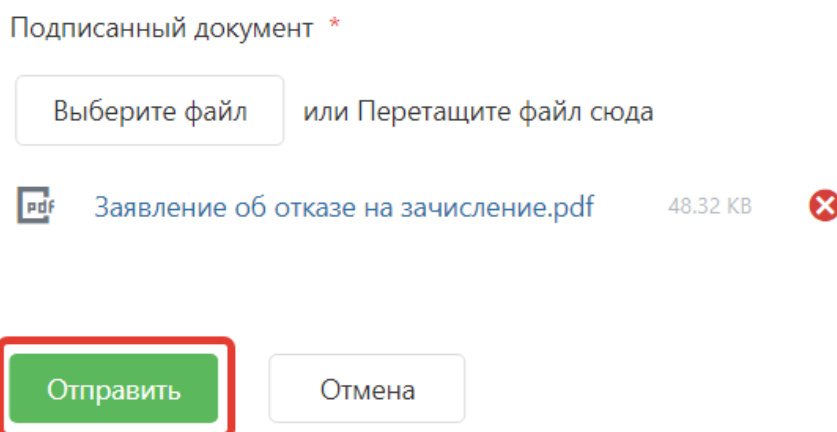 Подписанный документ *
Выберите файл или Перетащите файл сюда
pdf Заявление об отказе на зачисление.pdf 48.32 KB
Отправить Отмена